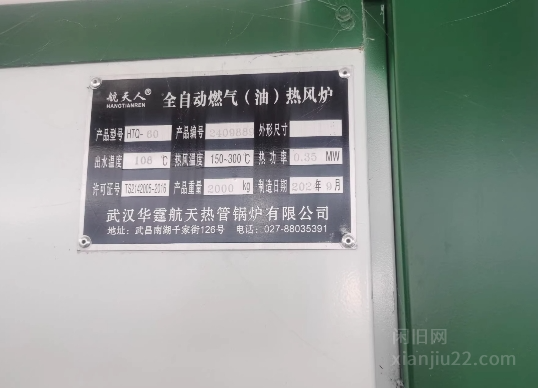 航天人® 全自动燃气（油）热风炉
HANGTIANREN
产品型号 HTQ-60 产品编号 外形尺寸
出水温度 106 ℃ 热风温度 150-300℃ 热功率 0.35 MW
许可证号 TS2142005-2016 产品重量 2000 kg 制造日期 202 年 9 月
武汉华霆航天热管锅炉有限公司
地址：武昌南湖千家街126号 电话：027-88035391
闲旧网
xianjiu22.com